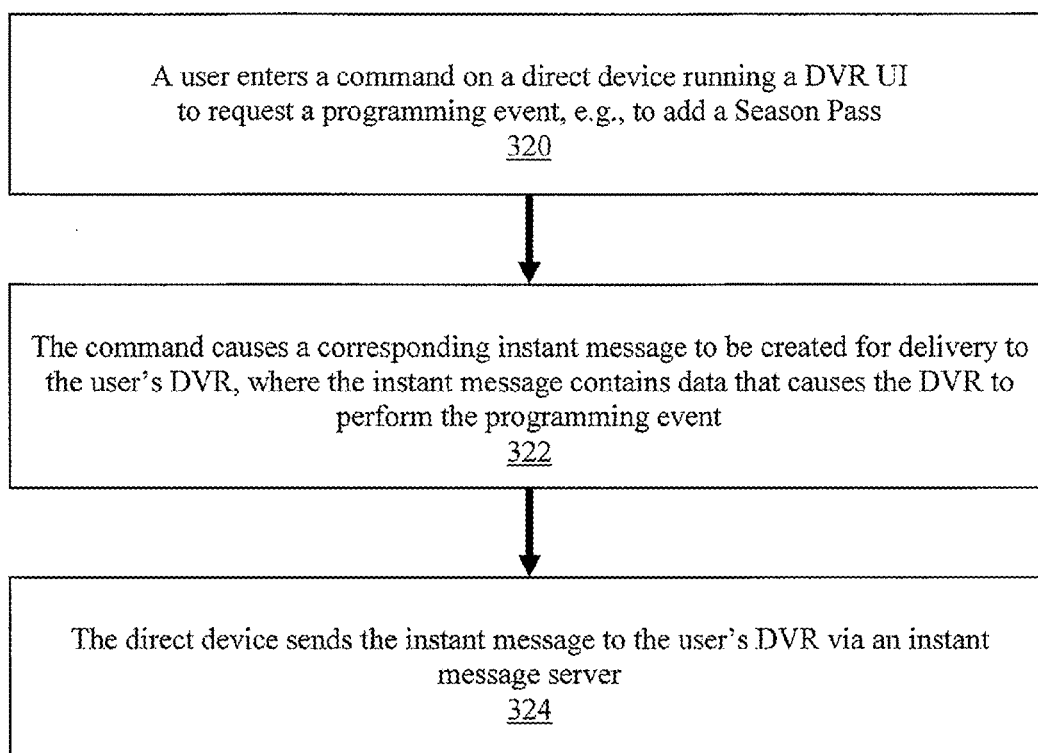 A user enters a command on a direct device running a DVR UI
to request a programming event, e.g., to add a Season Pass
320
The command causes a corresponding instant message to be created for delivery to
the user's DVR, where the instant message contains data that causes the DVR to
perform the programming event
322
The direct device sends the instant message to the user's DVR via an instant
message server
324